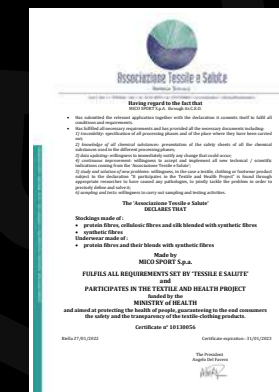 Associazione Tessile e Salute
Having regard to the fact that
MICO SPORT S.p.A. through its C.E.O.
• Has submitted the relevant application together with the declaration it commits itself to fulfil all
conditions and requirements.
• Has fulfilled all necessary requirements and has provided all the necessary documents including:
1) traceability: specification of all processing phases and of the place where they have been carried
out;
2) knowledge of all chemical substances: presentation of the safety sheets of all the chemical
substances used in the different processing phases;
3) data updating: willingness to immediately notify any change that could occur;
4) continuous improvement: willingness to accept and implement all new technical / scientific
indications coming from the 'Associazione Tessile e Salute';
5) study and solution of new problems: willingness, in the case a textile, clothing or footwear product
subject to the declaration "It participates in the Textile and Health Project" is found through
appropriate researches to have caused any pathologies, to jointly tackle the problem in order to
precisely define and solve it;
6) sampling and tests: willingness to carry out sampling and testing activities.
The 'Associazione Tessile e Salute'
DECLARES THAT
Stockings made of :
• protein fibres, cellulosic fibres and silk blended with synthetic fibres
• synthetic fibres
Underwear made of :
• protein fibres and their blends with synthetic fibres
Made by
MICO SPORT S.p.a.
FULFILS ALL REQUIREMENTS SET BY 'TESSILE E SALUTE'
and
PARTICIPATES IN THE TEXTILE AND HEALTH PROJECT
funded by the
MINISTRY OF HEALTH
and aimed at protecting the health of people, guaranteeing to the end consumers
the safety and transparency of the textile-clothing products.
Certificate n° 10130056
Biella 27/01/2022 Certificate expiration : 31/01/2023
The President
Angelo Del Favero